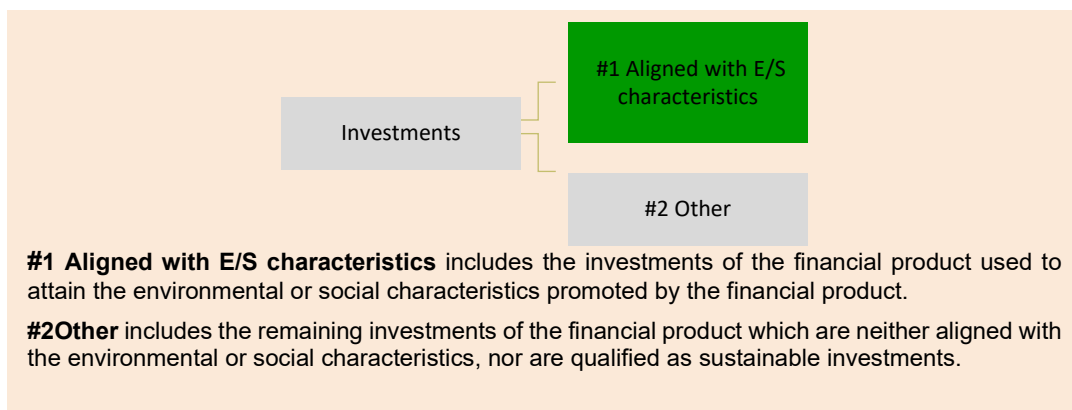 #1 Aligned with E/S
characteristics
Investments
#2 Other
#1 Aligned with E/S characteristics includes the investments of the financial product used to
attain the environmental or social characteristics promoted by the financial product.
#2Other includes the remaining investments of the financial product which are neither aligned with
the environmental or social characteristics, nor are qualified as sustainable investments.